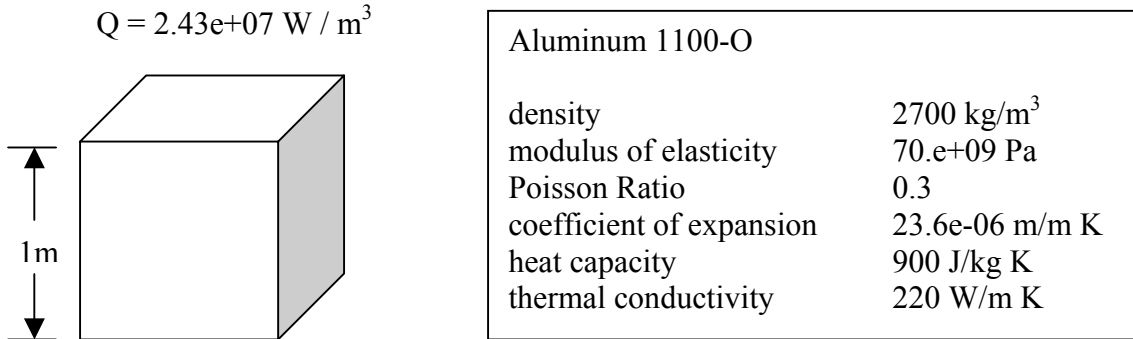 Q = 2.43e+07 W / m³
1m
Aluminum 1100-O
density 2700 kg/m³
modulus of elasticity 70.e+09 Pa
Poisson Ratio 0.3
coefficient of expansion 23.6e-06 m/m K
heat capacity 900 J/kg K
thermal conductivity 220 W/m K